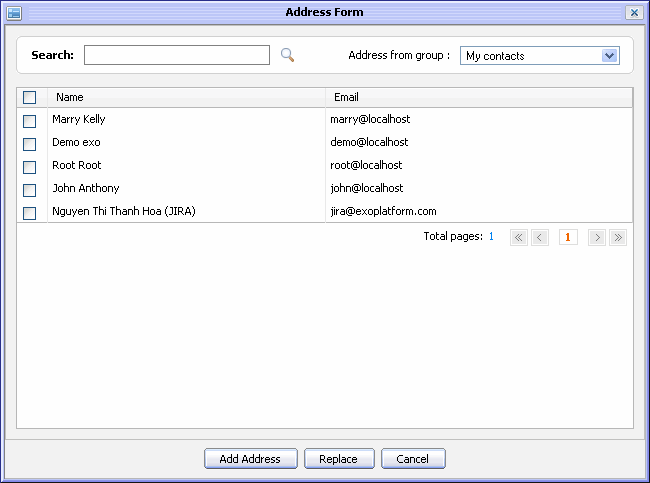 Address Form
Search: Address from group : My contacts
Name Email
Marry Kelly marry@localhost
Demo exo demo@localhost
Root Root root@localhost
John Anthony john@localhost
Nguyen Thi Thanh Hoa (JIRA) jira@exoplatform.com
Total pages: 1 1
Add Address Replace Cancel